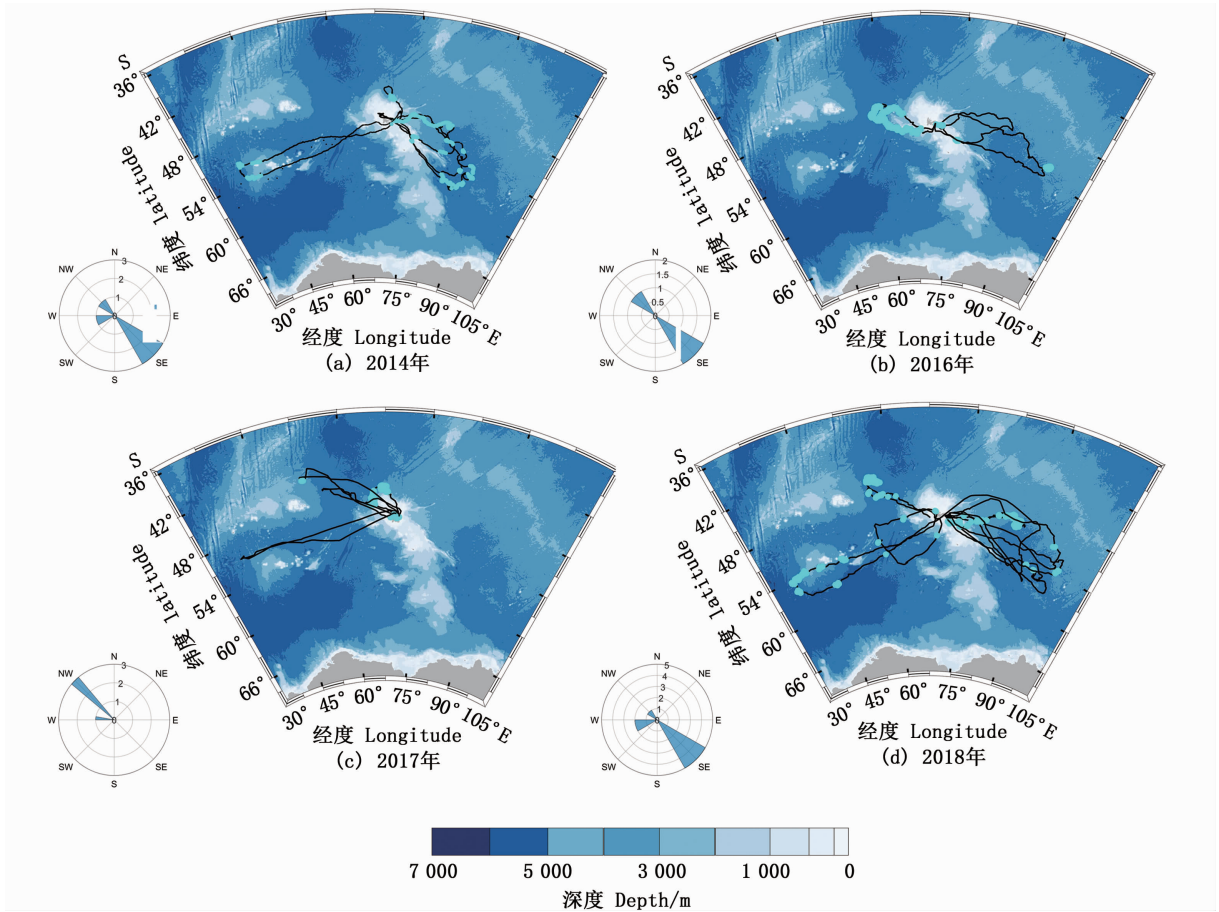 S
36°
42°
48°
54°
60°
66°
纬度 latitude
30° 45° 60° 75° 90° 105°E
经度 Longitude
(a) 2014年
N
NE
E
SE
S
SW
W
NW
0
1
2
3
S
36°
42°
48°
54°
60°
66°
纬度 latitude
30° 45° 60° 75° 90° 105°E
经度 Longitude
(b) 2016年
N
NE
E
SE
S
SW
W
NW
0
0.5
1
1.5
2
S
36°
42°
48°
54°
60°
66°
纬度 latitude
30° 45° 60° 75° 90° 105°E
经度 Longitude
(c) 2017年
N
NE
E
SE
S
SW
W
NW
0
1
2
3
S
36°
42°
48°
54°
60°
66°
纬度 latitude
30° 45° 60° 75° 90° 105°E
经度 Longitude
(d) 2018年
N
NE
E
SE
S
SW
W
NW
0
1
2
3
4
5
7 000 5 000 3 000 1 000 0
深度 Depth/m